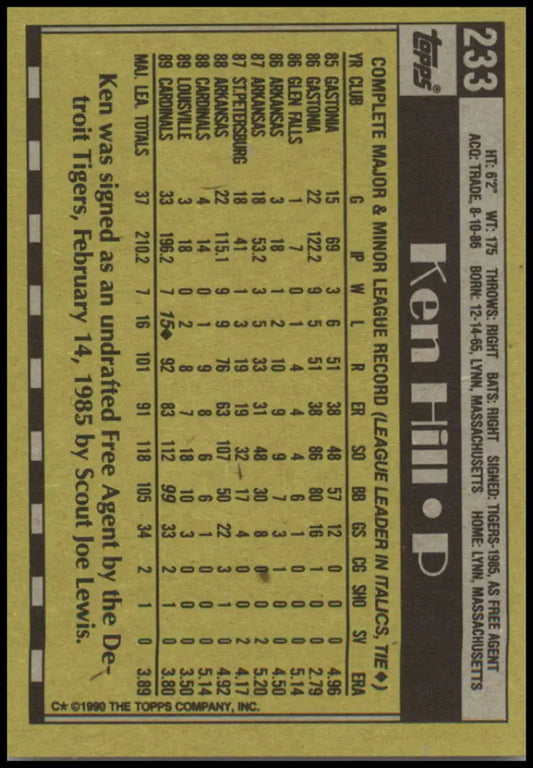 233
topps®
HT: 6'2" WT: 175 THROWS: RIGHT BATS: RIGHT SIGNED: TIGERS-1985, AS FREE AGENT
ACQ: TRADE, 8-10-86 BORN: 12-14-65, LYNN, MASSACHUSETTS HOME: LYNN, MASSACHUSETTS
Ken Hill • P
COMPLETE MAJOR & MINOR LEAGUE RECORD (LEAGUE LEADER IN ITALICS, TIE♦)
YR CLUB G IP W L R ER SO BB GS CG SHO SV ERA
85 GASTONIA 15 69 3 6 51 38 48 57 12 0 0 0 4.96
86 GASTONIA 22 122.2 9 5 51 38 86 80 16 1 0 0 2.79
86 GLEN FALLS 1 7 0 1 4 4 4 6 1 0 0 0 5.14
86 ARKANSAS 3 18 1 2 10 9 9 7 3 1 0 0 4.50
87 ARKANSAS 18 53.2 3 5 33 31 48 30 8 0 0 2 5.20
87 ST.PETERSBURG 18 41 1 3 19 19 32 17 4 0 0 2 4.17
88 ARKANSAS 22 115.1 9 9 76 63 107 50 22 3 1 0 4.92
88 CARDINALS 4 14 0 1 9 8 6 6 1 0 0 0 5.14
89 LOUISVILLE 3 18 0 2 8 7 18 10 3 0 0 0 3.50
89 CARDINALS 33 196.2 7 15♦ 92 83 112 99 33 2 1 0 3.80
MAJ. LEA. TOTALS 37 210.2 7 16 101 91 118 105 34 2 1 0 3.89
Ken was signed as an undrafted Free Agent by the De-
troit Tigers, February 14, 1985 by Scout Joe Lewis.
C* ©1990 THE TOPPS COMPANY, INC.